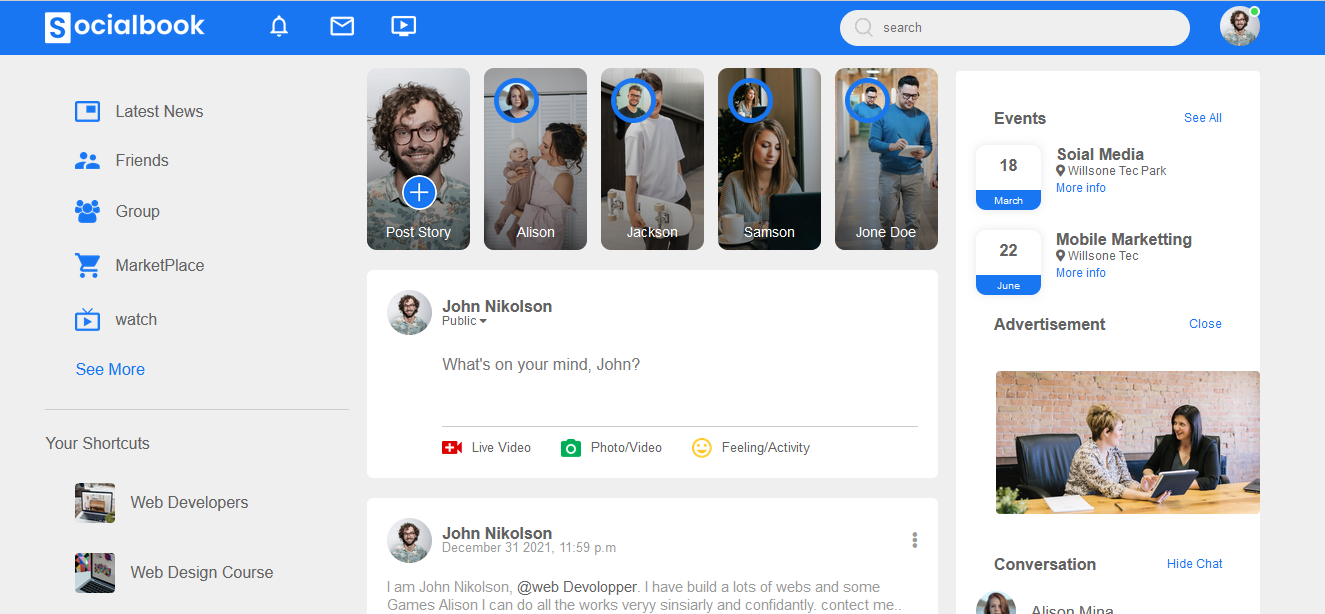 Socialbook
search
Latest News
Friends
Group
MarketPlace
watch
See More
Your Shortcuts
Web Developers
Web Design Course
Post Story
Alison
Jackson
Samson
Jone Doe
John Nikolson
Public
What's on your mind, John?
Live Video
Photo/Video
Feeling/Activity
John Nikolson
December 31 2021, 11:59 p.m
I am John Nikolson, @web Devolopper. I have build a lots of webs and some
Games Alison I can do all the works veryy sinsiarly and confidantly. contect me..
Events
See All
18
March
Soial Media
Willsone Tec Park
More info
22
June
Mobile Marketting
Willsone Tec
More info
Advertisement
Close
Conversation
Hide Chat
Alison Mina